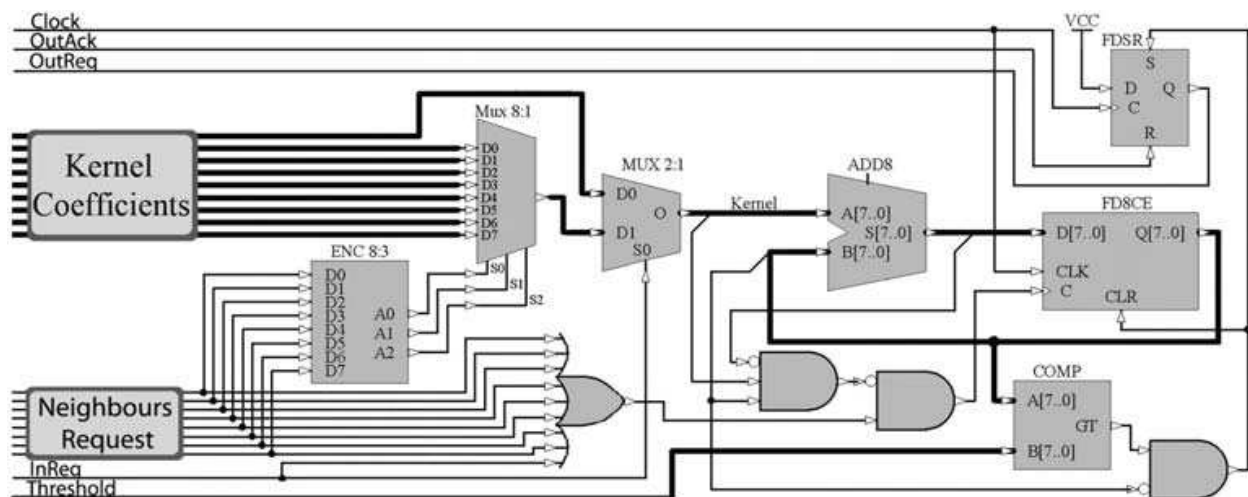 Clock
OutAck
OutReq
VCC
FDSR
S
D
Q
C
R
Kernel
Coefficients
Mux 8:1
D0
D1
D2
D3
D4
D5
D6
D7
S0
S1
S2
MUX 2:1
D0
D1
O
S0
Kernel
ADD8
A[7..0]
S[7..0]
B[7..0]
FD8CE
D[7..0]
Q[7..0]
CLK
C
CLR
ENC 8:3
D0
D1
D2
D3
D4
D5
D6
D7
A0
A1
A2
Neighbours
Request
COMP
A[7..0]
GT
B[7..0]
InReq
Threshold